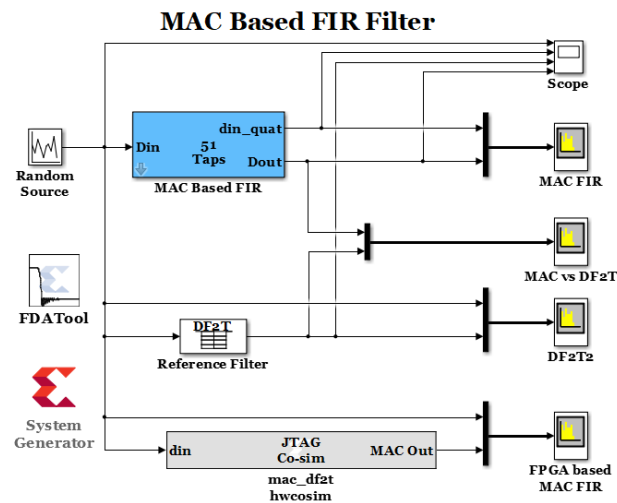 MAC Based FIR Filter
Scope
din_quat
Din
51
Taps
Dout
MAC Based FIR
Random
Source
MAC FIR
MAC vs DF2T
FDATool
DF2T
Reference Filter
DF2T2
System
Generator
din
JTAG
Co-sim
MAC Out
mac_df2t
hwcosim
FPGA based
MAC FIR